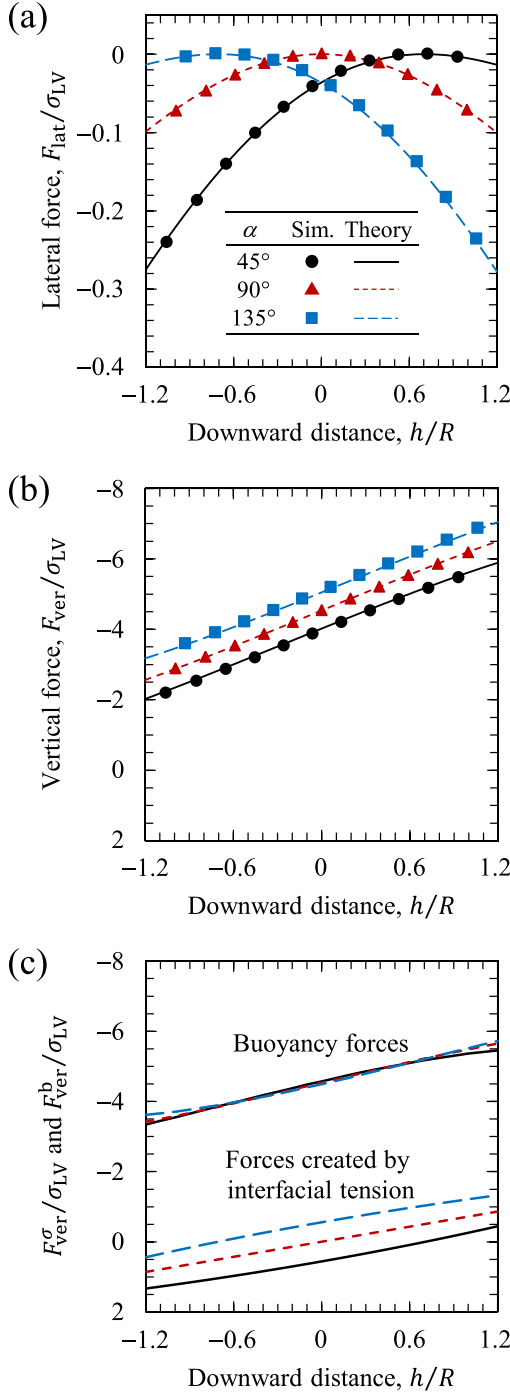 (a)
Lateral force, F_lat/σ_LV
0
−0.1
−0.2
−0.3
−0.4
α Sim. Theory
45°
90°
135°
−1.2 −0.6 0 0.6 1.2
Downward distance, h/R
(b)
Vertical force, F_ver/σ_LV
−8
−6
−4
−2
0
2
−1.2 −0.6 0 0.6 1.2
Downward distance, h/R
(c)
F^σ_ver/σ_LV and F^b_ver/σ_LV
−8
−6
−4
−2
0
2
Buoyancy forces
Forces created by
interfacial tension
−1.2 −0.6 0 0.6 1.2
Downward distance, h/R